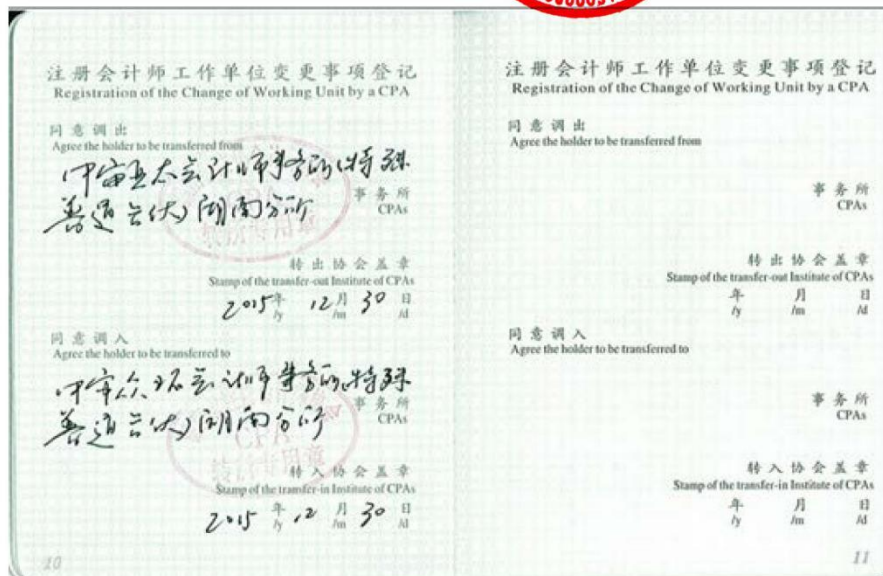 注册会计师工作单位变更事项登记
Registration of the Change of Working Unit by a CPA
同意调出
Agree the holder to be transferred from
中审亚太会计师事务所(特殊
普通合伙)湖南分所
事务所
CPAs
转出协会盖章
Stamp of the transfer-out Institute of CPAs
2015年 12月 30日
/y /m /d
同意调入
Agree the holder to be transferred to
中审众环会计师事务所(特殊
普通合伙)湖南分所
事务所
CPAs
转入协会盖章
Stamp of the transfer-in Institute of CPAs
2015年 12月 30日
/y /m /d
10
注册会计师工作单位变更事项登记
Registration of the Change of Working Unit by a CPA
同意调出
Agree the holder to be transferred from
事务所
CPAs
转出协会盖章
Stamp of the transfer-out Institute of CPAs
年 月 日
/y /m /d
同意调入
Agree the holder to be transferred to
事务所
CPAs
转入协会盖章
Stamp of the transfer-in Institute of CPAs
年 月 日
/y /m /d
11